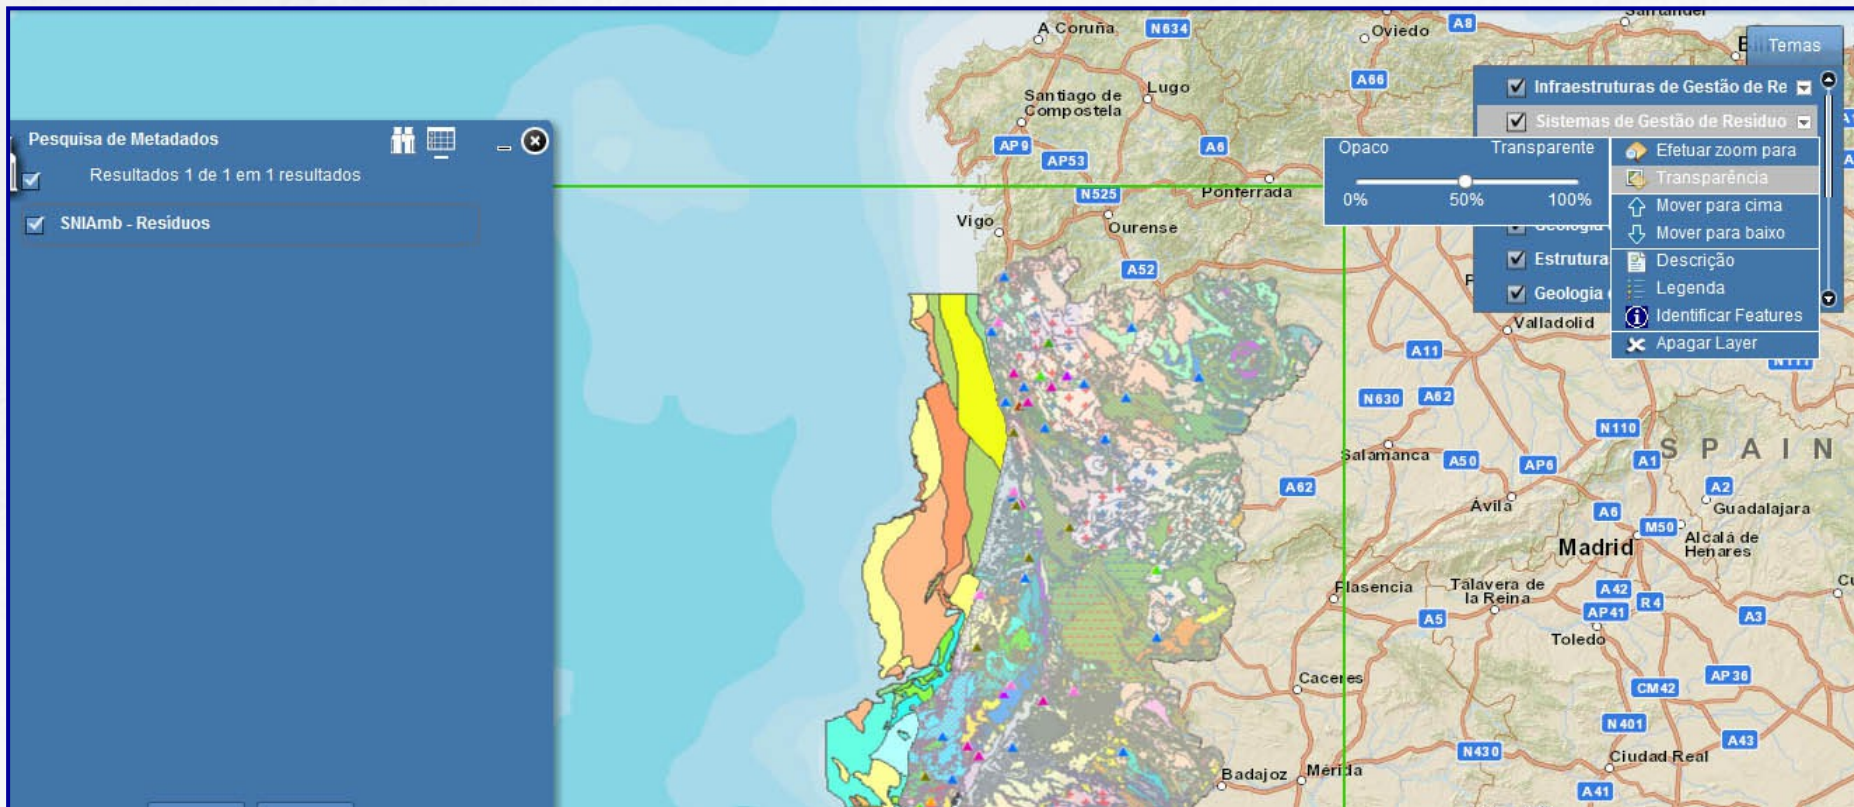 Pesquisa de Metadados
Resultados 1 de 1 em 1 resultados
SNIAmb - Resíduos
Temas
Infraestruturas de Gestão de Re
Sistemas de Gestão de Resíduo
Opaco Transparente
0% 50% 100%
Efetuar zoom para
Transparência
Mover para cima
Mover para baixo
Descrição
Legenda
Identificar Features
Apagar Layer
Geologia
Estrutura
Geologia
A Coruña
N634
Oviedo
A8
Santander
A66
Lugo
Santiago de
Compostela
AP9
AP53
A6
Ponferrada
N525
Vigo
Ourense
A52
Valladolid
A11
N111
N630
A62
N110
SPAIN
Salamanca
A50
AP6
A1
A62
Ávila
A2
Guadalajara
A6
M50
Madrid
Alcalá de
Henares
Plasencia
Talavera de
la Reina
A42
R4
AP41
A5
A3
Toledo
Caceres
AP36
CM42
N401
A43
N430
Ciudad Real
Badajoz
Mérida
A41